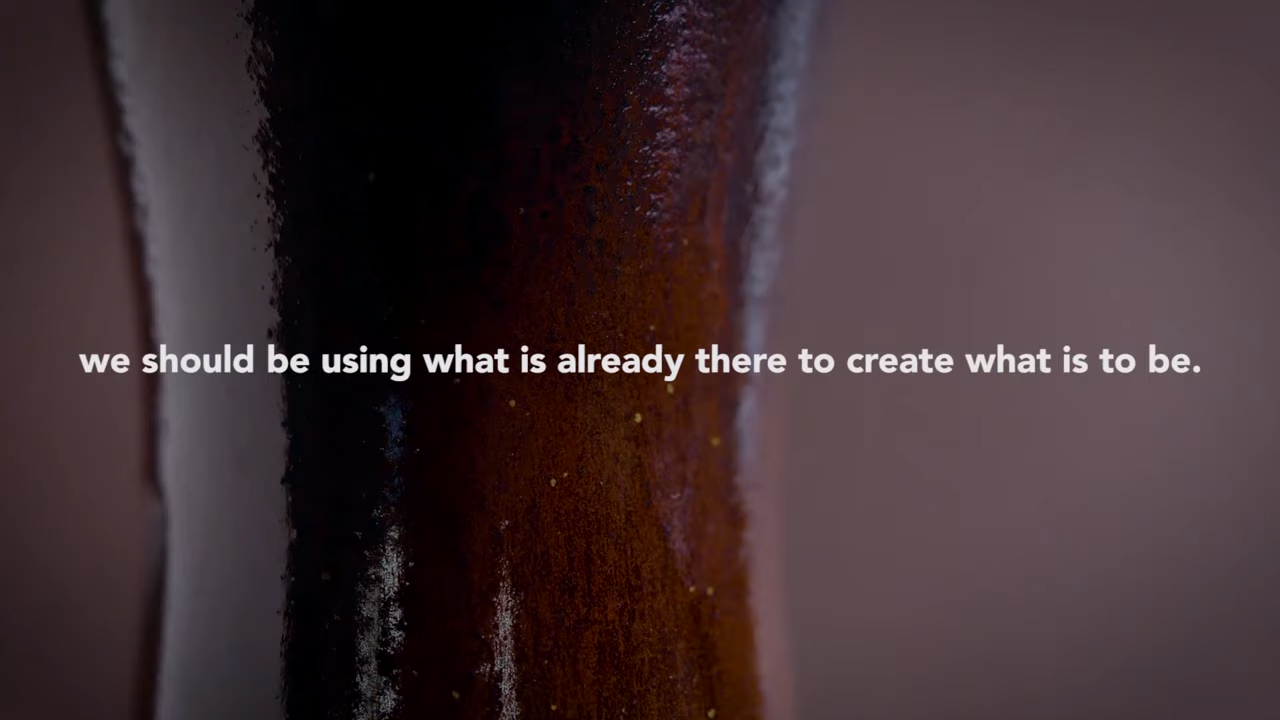 we should be using what is already there to create what is to be.